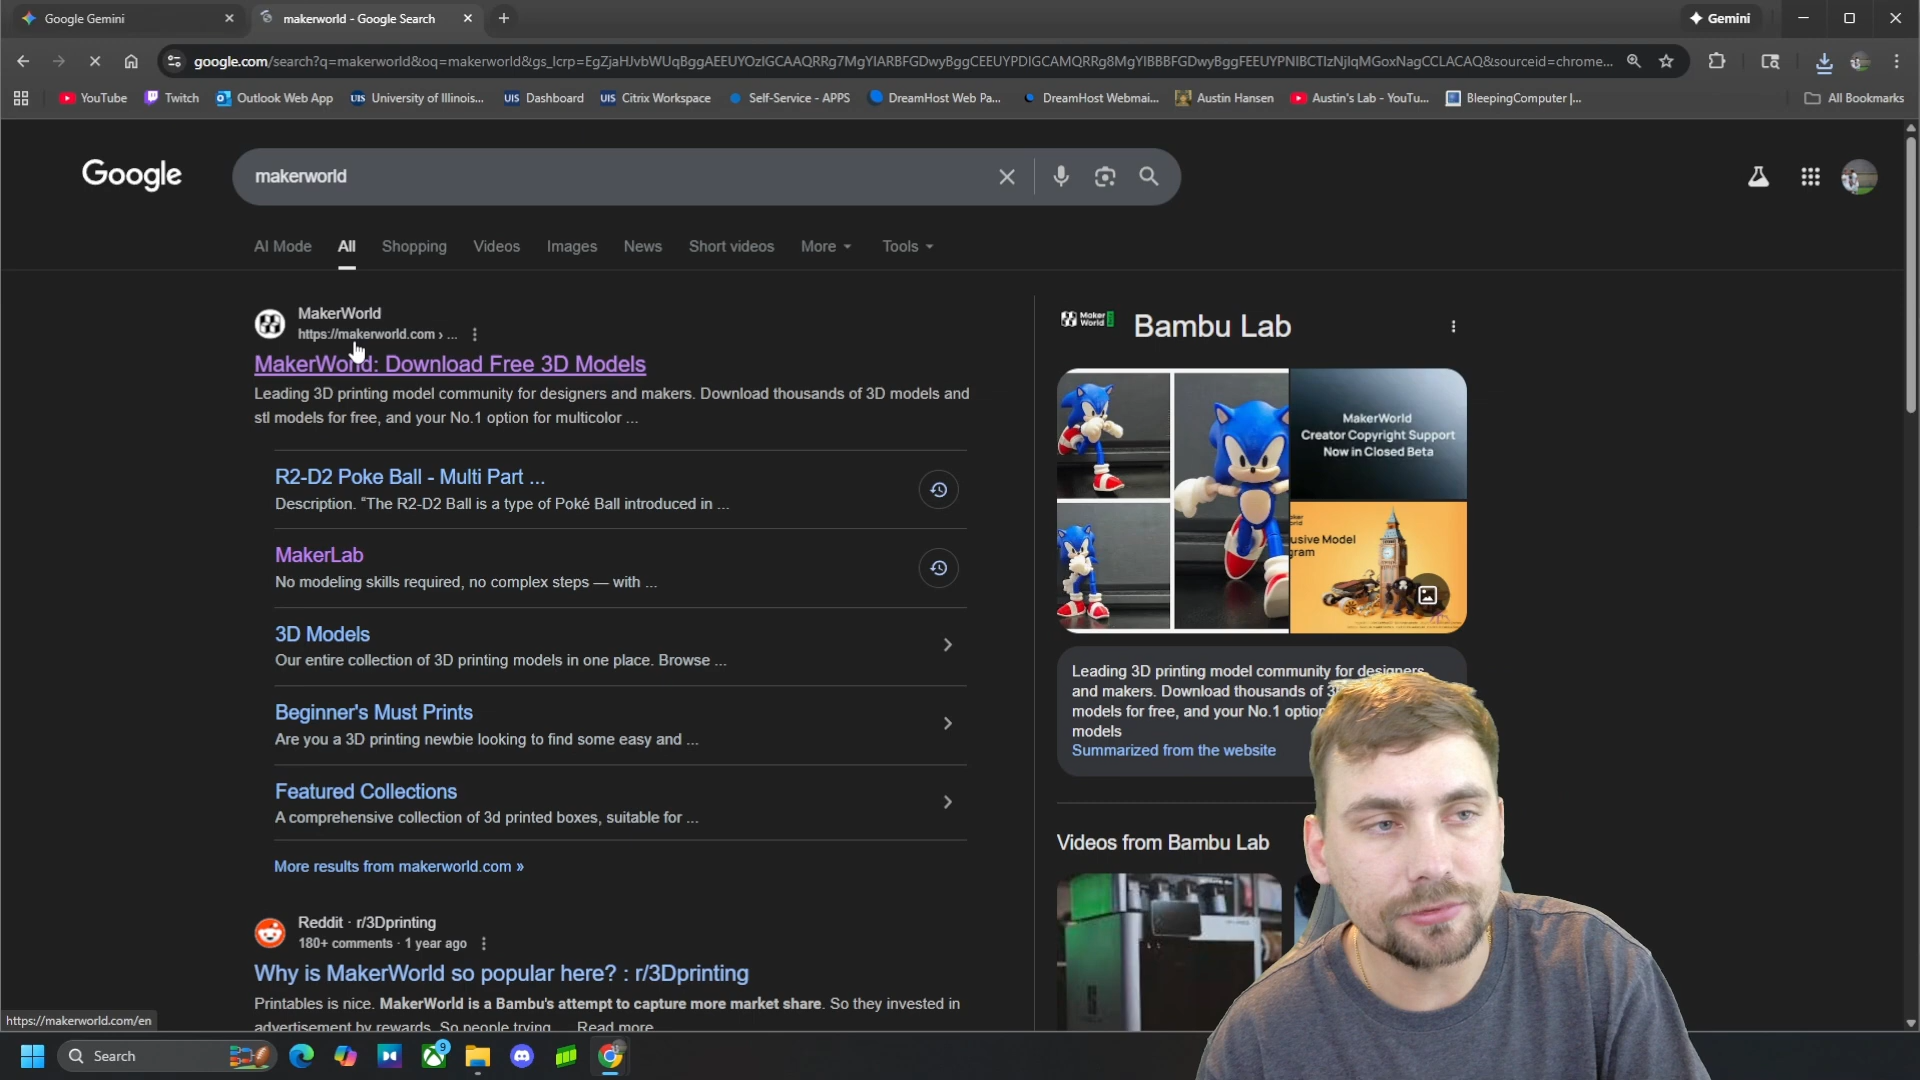 Google Gemini
makerworld - Google Search
Gemini
google.com/search?q=makerworld&oq=makerworld&gs_lcrp=EgZjaHJvbWUqBggAEEUYOzIGCAAQRRg7MgYIARBFGDwyBggCEEUYPDIGCAMQRRg8MgYIBBBFGDwyBggFEEUYPNIBCTIzNjlqMGoxNagCCLACAQ&sourceid=chrome...
YouTube
Twitch
Outlook Web App
UIS University of Illinois...
UIS Dashboard
UIS Citrix Workspace
Self-Service - APPS
DreamHost Web Pa...
DreamHost Webmai...
Austin Hansen
Austin's Lab - YouTu...
BleepingComputer |...
All Bookmarks
Google
makerworld
AI Mode
All
Shopping
Videos
Images
News
Short videos
More
Tools
MakerWorld
https://makerworld.com › ...
MakerWorld: Download Free 3D Models
Leading 3D printing model community for designers and makers. Download thousands of 3D models and
stl models for free, and your No.1 option for multicolor ...
R2-D2 Poke Ball - Multi Part ...
Description. "The R2-D2 Ball is a type of Poké Ball introduced in ...
MakerLab
No modeling skills required, no complex steps — with ...
3D Models
Our entire collection of 3D printing models in one place. Browse ...
Beginner's Must Prints
Are you a 3D printing newbie looking to find some easy and ...
Featured Collections
A comprehensive collection of 3d printed boxes, suitable for ...
More results from makerworld.com »
Reddit · r/3Dprinting
180+ comments · 1 year ago
Why is MakerWorld so popular here? : r/3Dprinting
Printables is nice. MakerWorld is a Bambu's attempt to capture more market share. So they invested in
advertisement by rewards. So people trying ... Read more
Maker
World
Bambu Lab
MakerWorld
Creator Copyright Support
Now in Closed Beta
usive Model
gram
Leading 3D printing model community for designers
and makers. Download thousands of 3
models for free, and your No.1 option
models
Summarized from the website
Videos from Bambu Lab
https://makerworld.com/en
Search
9